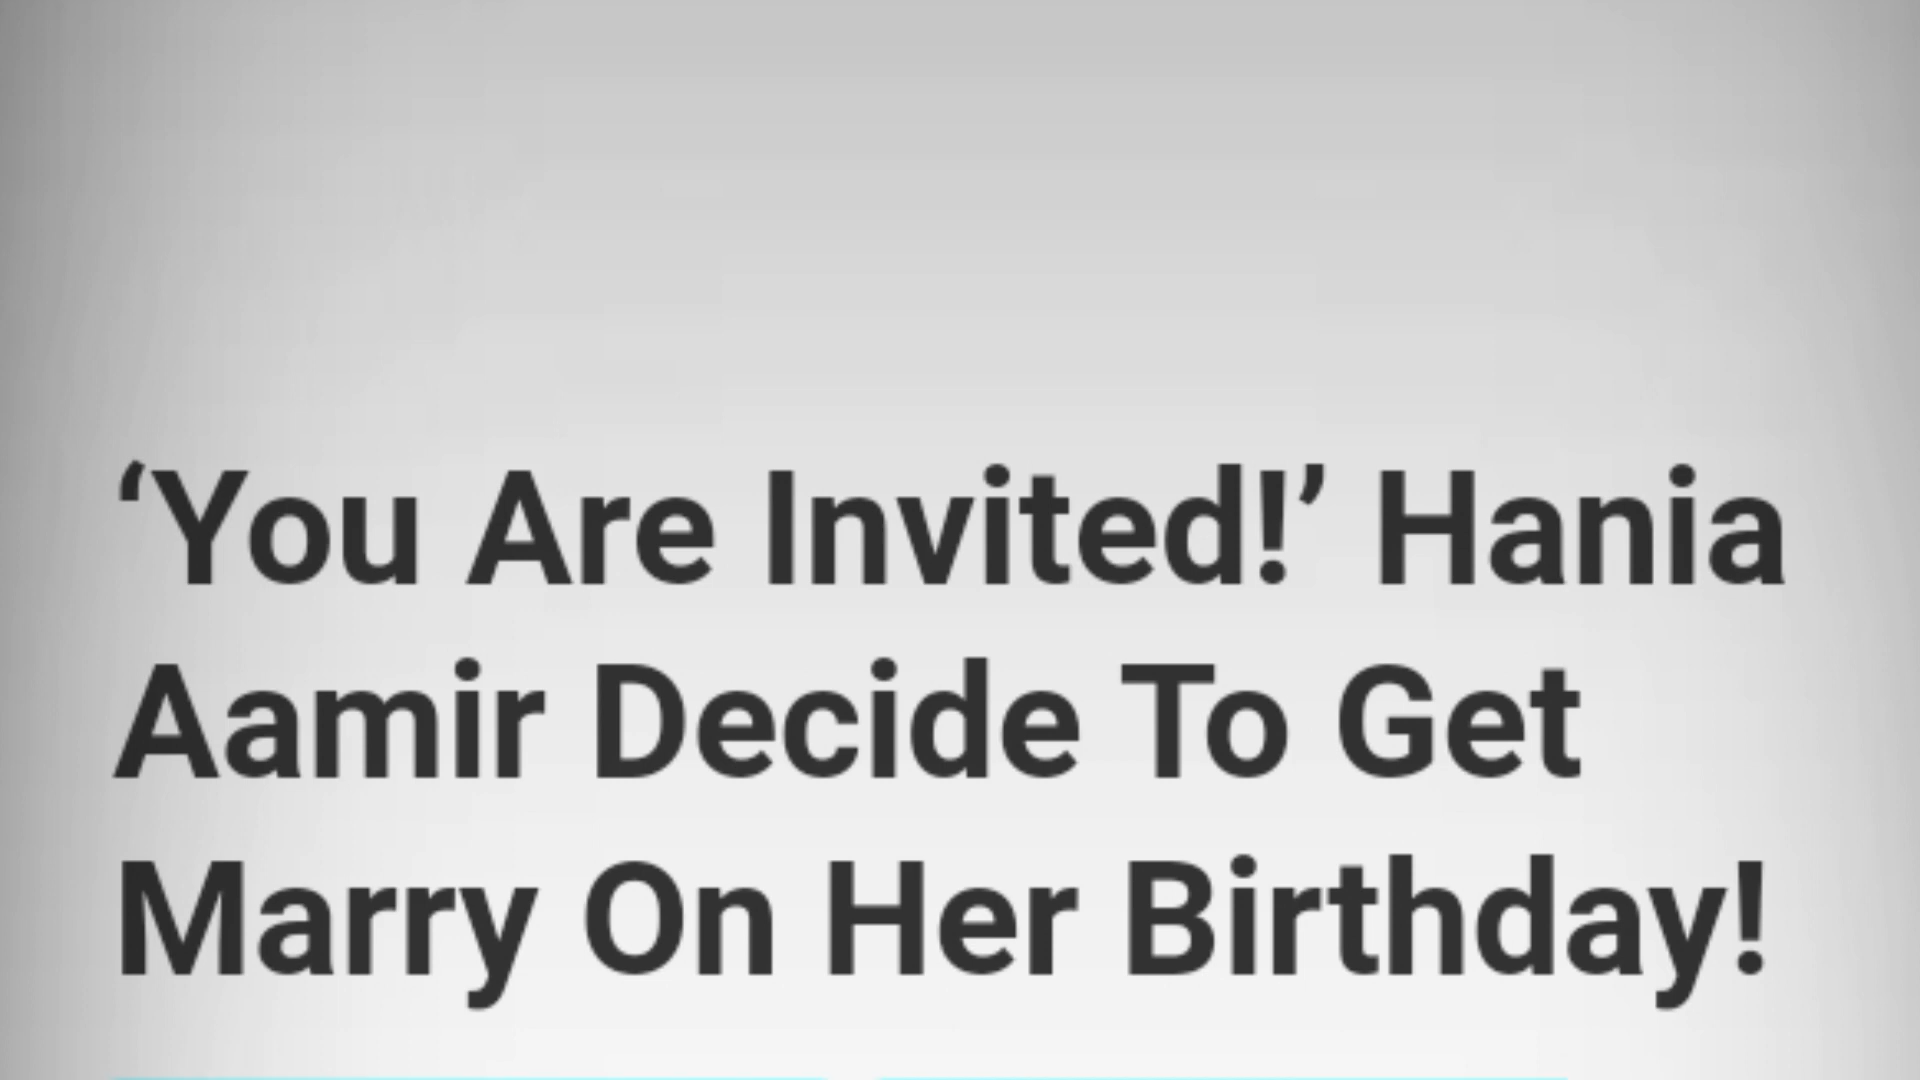 ‘You Are Invited!’ Hania
Aamir Decide To Get
Marry On Her Birthday!